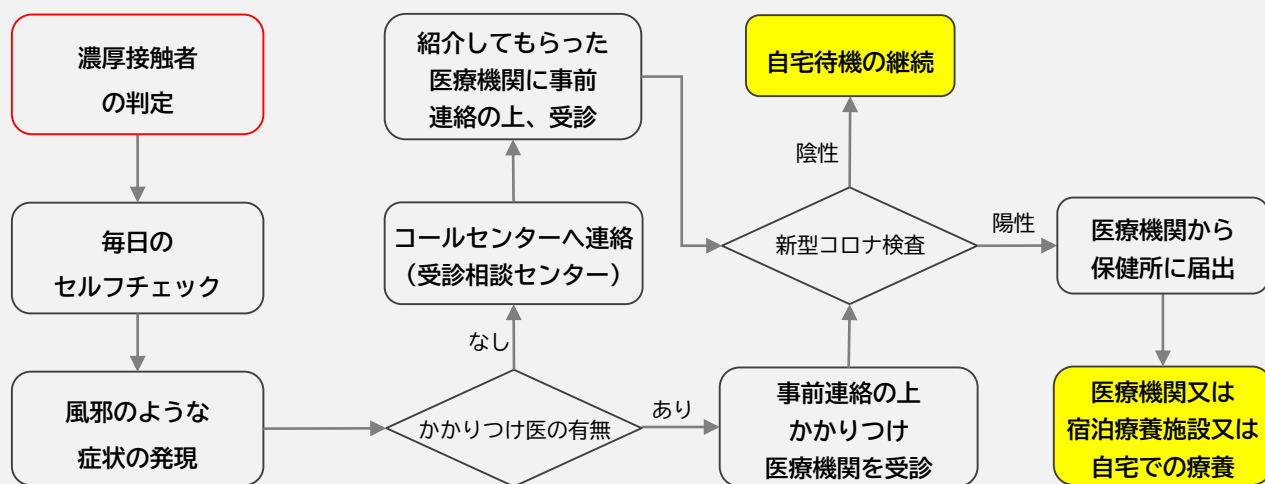 濃厚接触者
の判定
毎日の
セルフチェック
風邪のような
症状の発現
かかりつけ医の有無
なし
コールセンターへ連絡
（受診相談センター）
紹介してもらった
医療機関に事前
連絡の上、受診
あり
事前連絡の上
かかりつけ
医療機関を受診
新型コロナ検査
陰性
自宅待機の継続
陽性
医療機関から
保健所に届出
医療機関又は
宿泊療養施設又は
自宅での療養